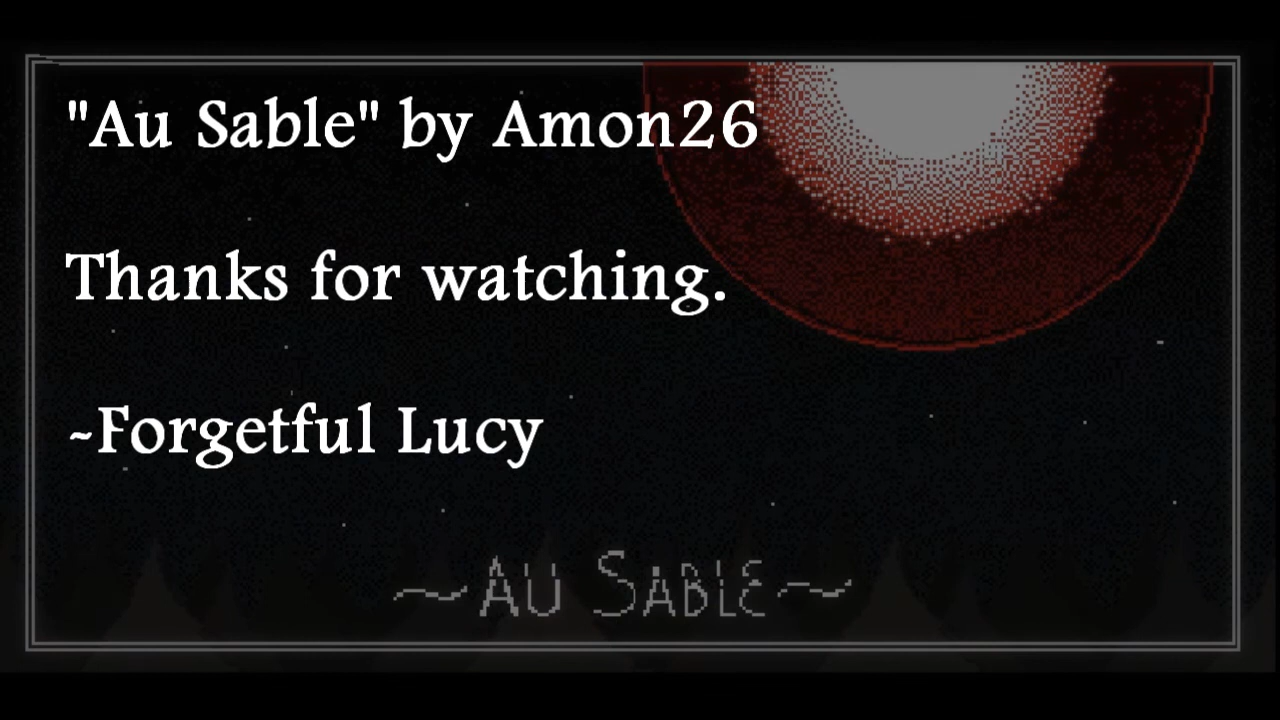 "Au Sable" by Amon26
Thanks for watching.
~Forgetful Lucy
~AU SABLE~